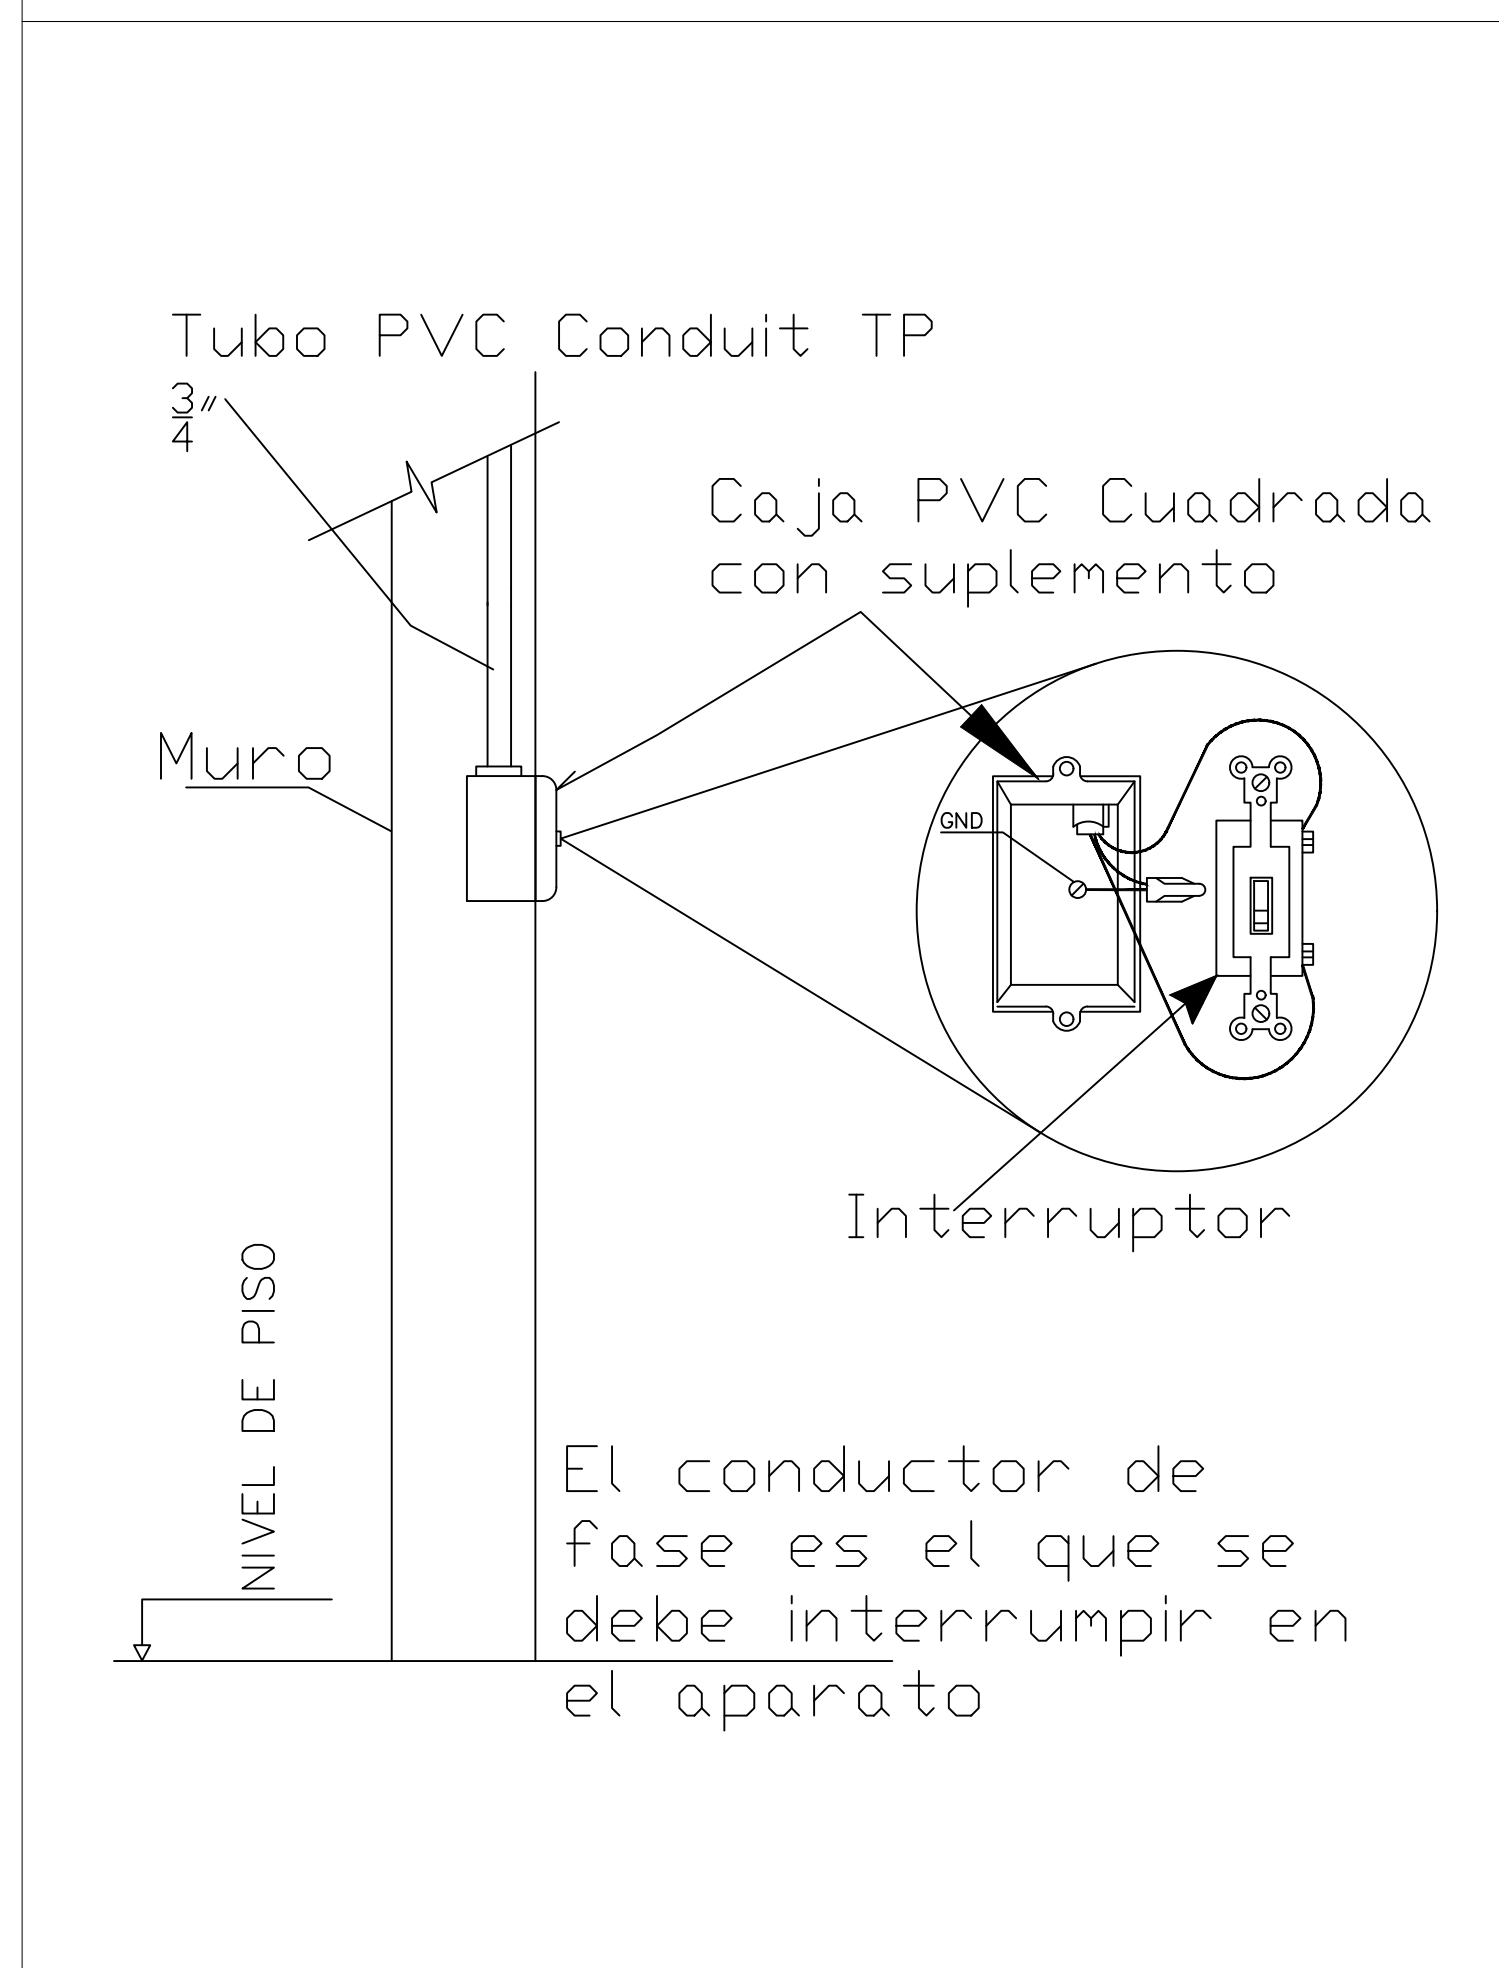 Tubo PVC Conduit TP
3/4"
Caja PVC Cuadrada
con suplemento
Muro
GND
Interruptor
NIVEL DE PISO
El conductor de
fase es el que se
debe interrumpir en
el aparato